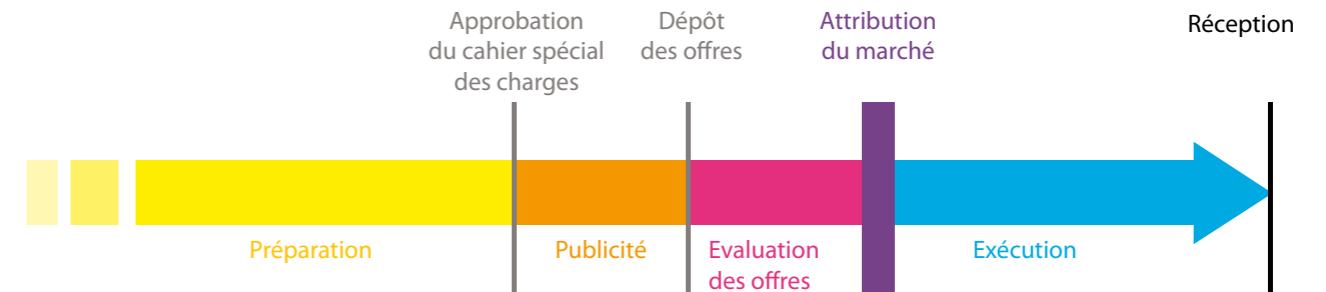 Approbation
du cahier spécial
des charges
Dépôt
des offres
Attribution
du marché
Réception
Préparation
Publicité
Evaluation
des offres
Exécution